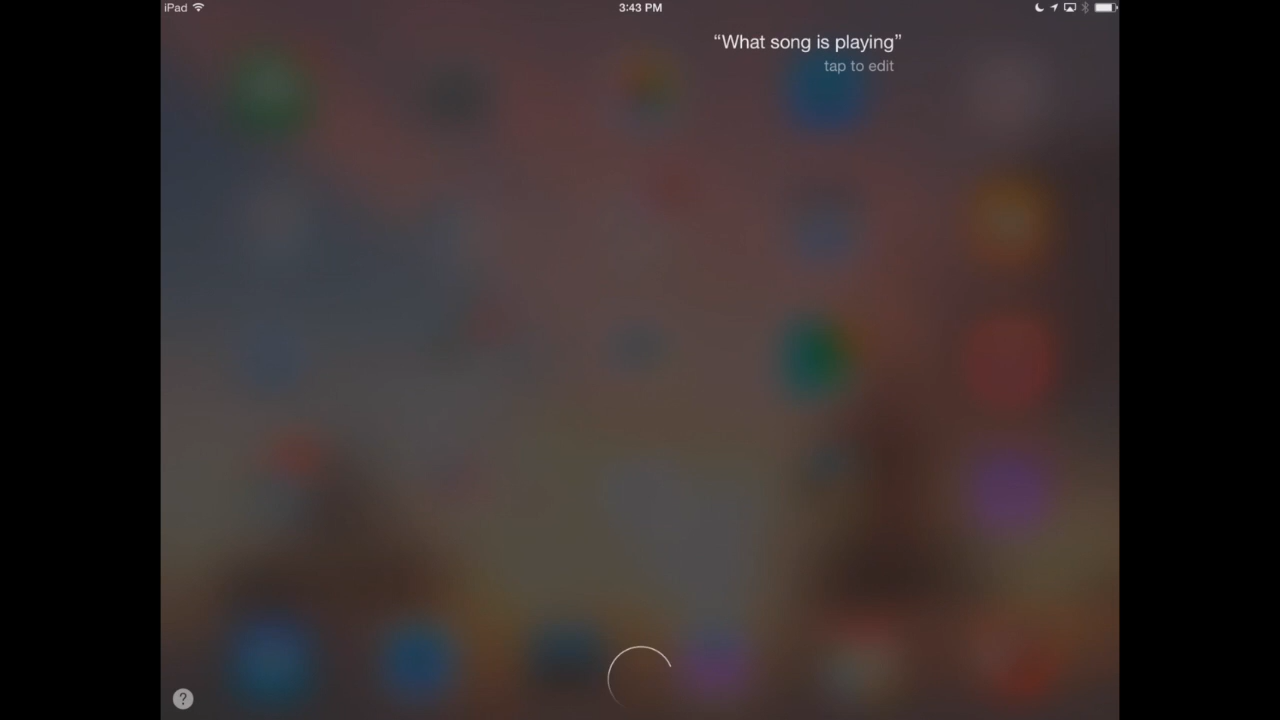 iPad
3:43 PM
“What song is playing”
tap to edit
?